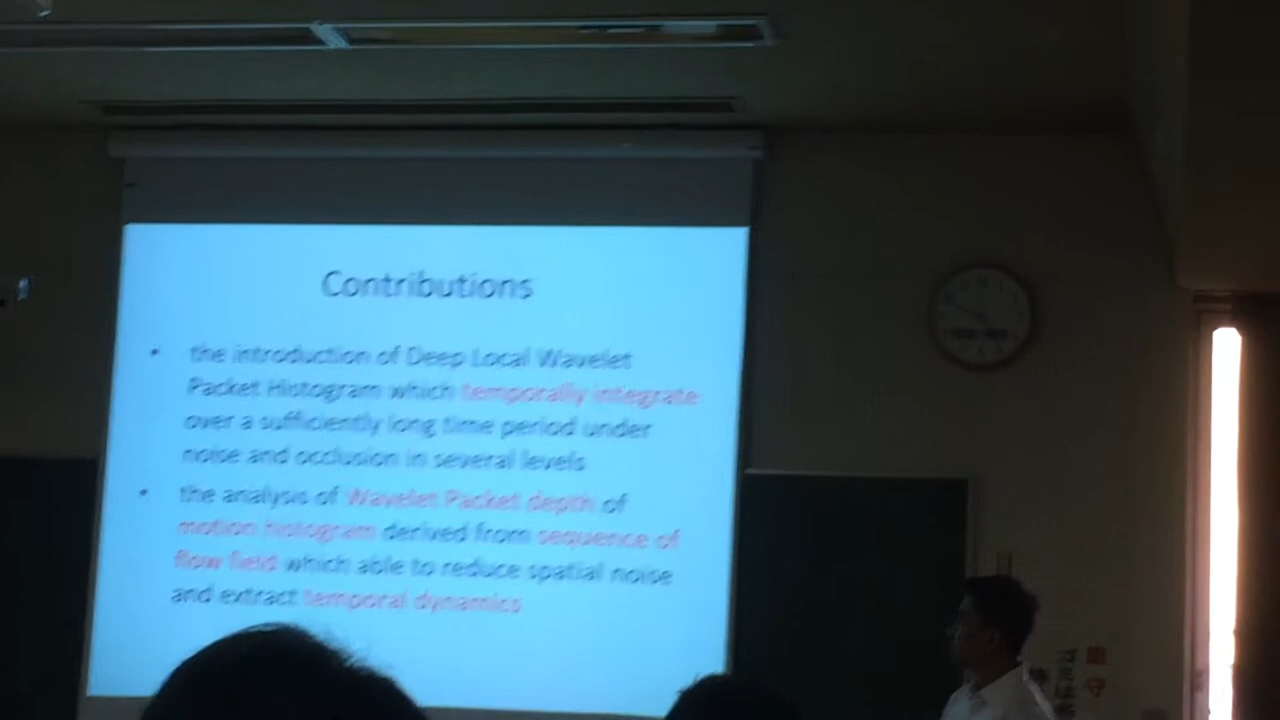 Contributions
• the introduction of Deep Local Wavelet
Packet Histogram which temporally integrate
over a sufficiently long time period under
noise and occlusion in several levels
• the analysis of Wavelet Packet depth of
motion histogram derived from sequence of
flow field which able to reduce spatial noise
and extract temporal dynamics